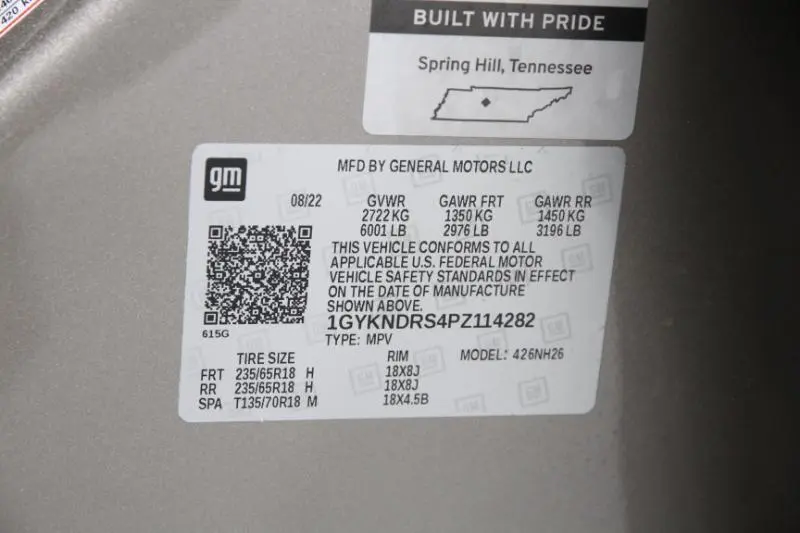 420 K
BUILT WITH PRIDE
Spring Hill, Tennessee
gm
MFD BY GENERAL MOTORS LLC
08/22 GVWR GAWR FRT GAWR RR
2722 KG 1350 KG 1450 KG
6001 LB 2976 LB 3196 LB
THIS VEHICLE CONFORMS TO ALL
APPLICABLE U.S. FEDERAL MOTOR
VEHICLE SAFETY STANDARDS IN EFFECT
ON THE DATE OF MANUFACTURE
SHOWN ABOVE.
615G
1GYKNDRS4PZ114282
TYPE: MPV
TIRE SIZE RIM MODEL: 426NH26
FRT 235/65R18 H 18X8J
RR 235/65R18 H 18X8J
SPA T135/70R18 M 18X4.5B